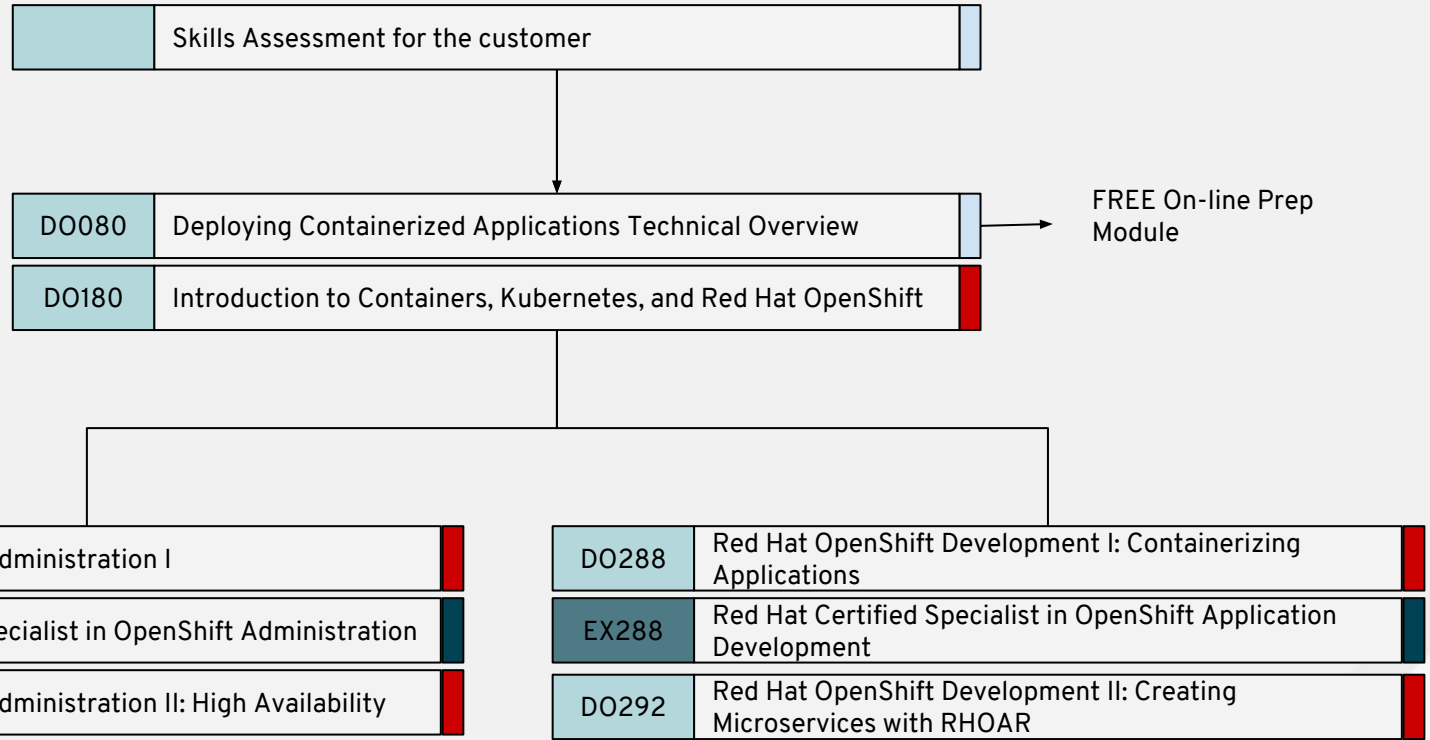 Skills Assessment for the customer
DO080
Deploying Containerized Applications Technical Overview
FREE On-line Prep
Module
DO180
Introduction to Containers, Kubernetes, and Red Hat OpenShift
dministration I
ecialist in OpenShift Administration
dministration II: High Availability
DO288
Red Hat OpenShift Development I: Containerizing
Applications
EX288
Red Hat Certified Specialist in OpenShift Application
Development
DO292
Red Hat OpenShift Development II: Creating
Microservices with RHOAR